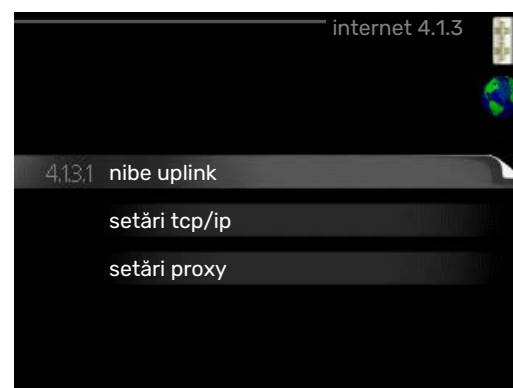 internet 4.1.3
4.1.3.1 nibe uplink
setări tcp/ip
setări proxy